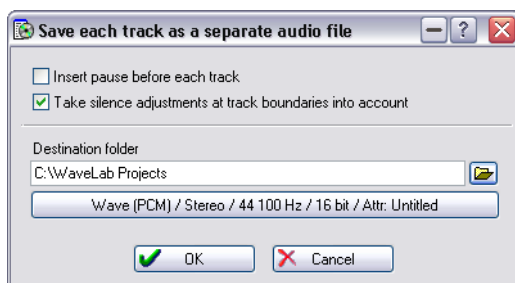 Save each track as a separate audio file
Insert pause before each track
Take silence adjustments at track boundaries into account
Destination folder
C:\WaveLab Projects
Wave (PCM) / Stereo / 44 100 Hz / 16 bit / Attr: Untitled
OK
Cancel